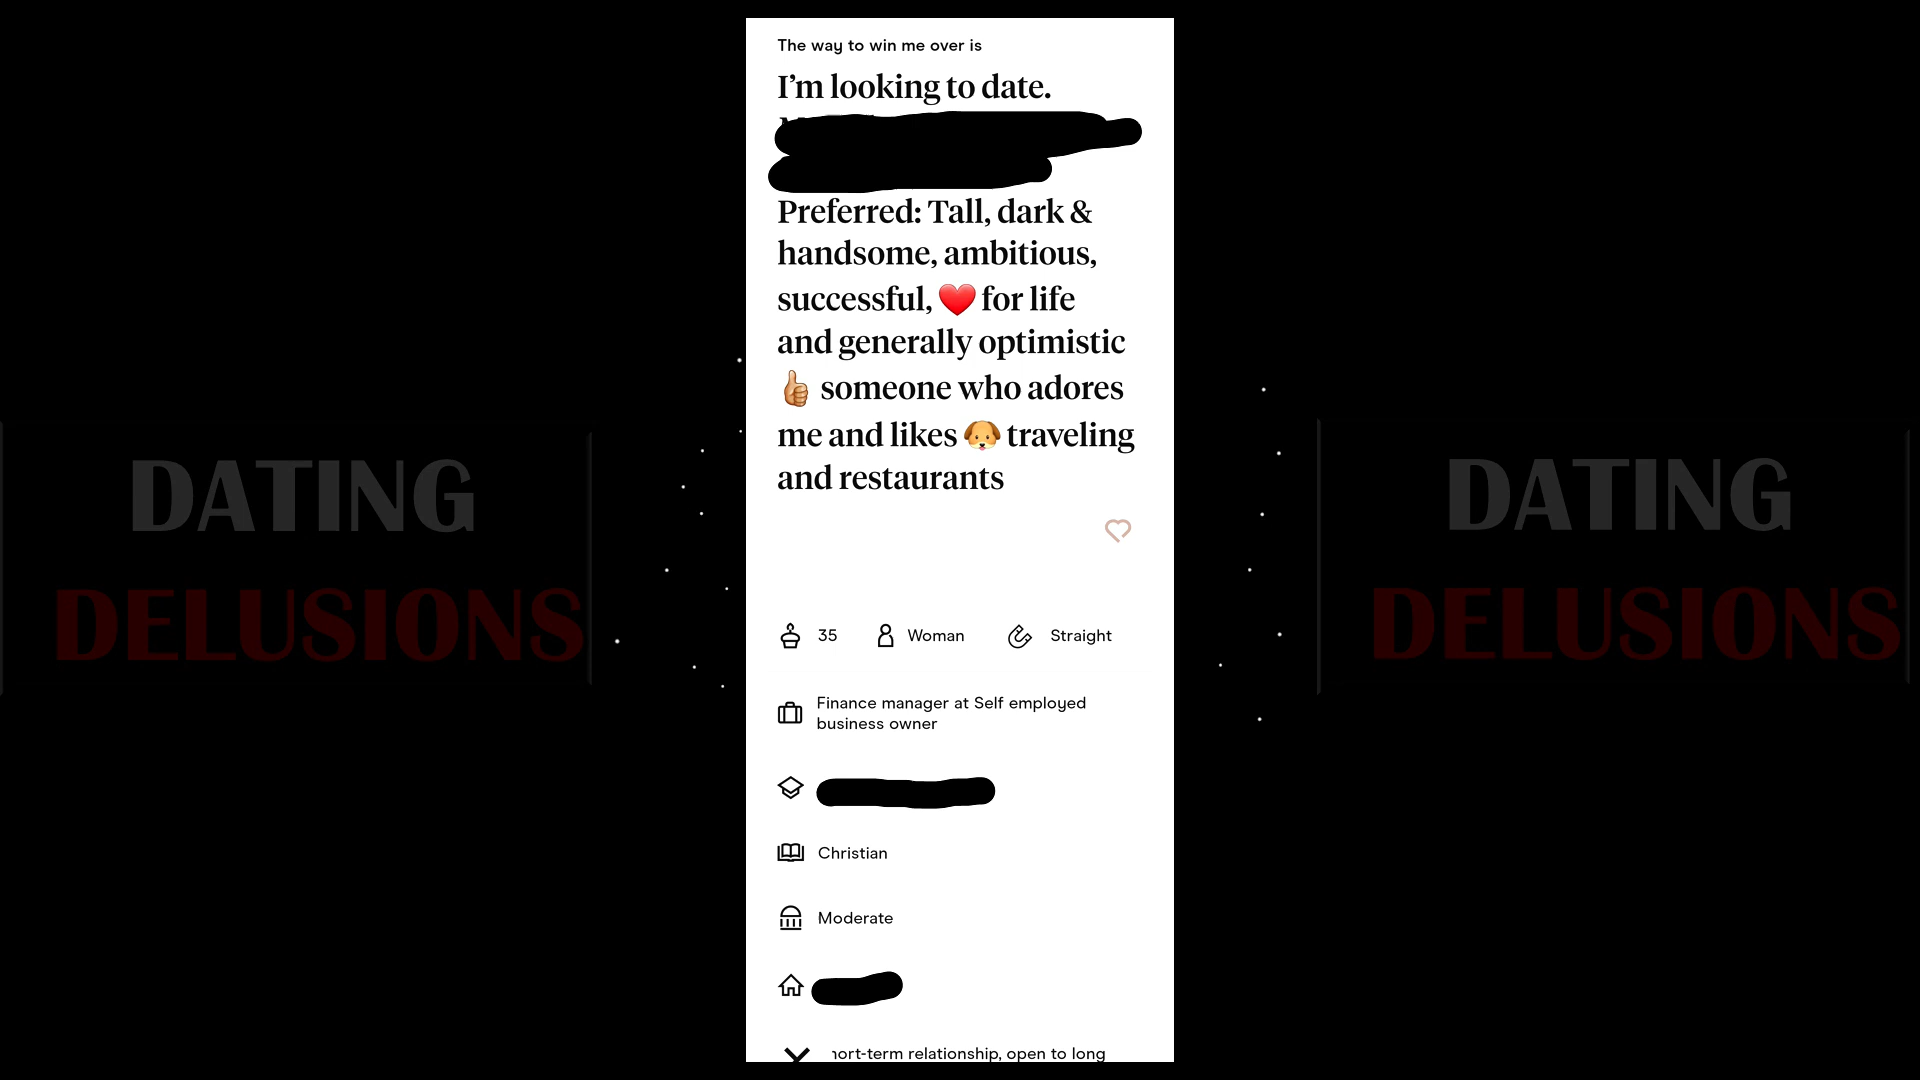 The way to win me over is
I'm looking to date.
Preferred: Tall, dark &
handsome, ambitious,
successful, ❤️ for life
and generally optimistic
👍🏼 someone who adores
me and likes 🐶 traveling
and restaurants
35 Woman Straight
Finance manager at Self employed
business owner
Christian
Moderate
relationship, open to long
DATING
DELUSIONS
DATING
DELUSIONS